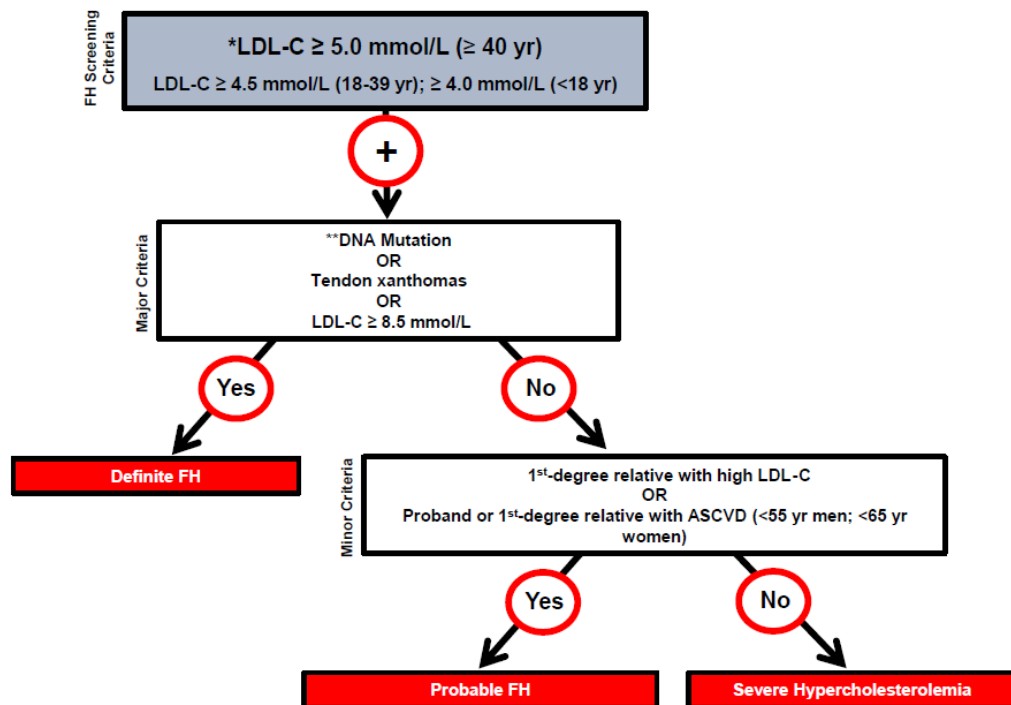 FH Screening
Criteria
*LDL-C ≥ 5.0 mmol/L (≥ 40 yr)
LDL-C ≥ 4.5 mmol/L (18-39 yr); ≥ 4.0 mmol/L (<18 yr)
+
Major Criteria
**DNA Mutation
OR
Tendon xanthomas
OR
LDL-C ≥ 8.5 mmol/L
Yes
No
Definite FH
Minor Criteria
1st-degree relative with high LDL-C
OR
Proband or 1st-degree relative with ASCVD (<55 yr men; <65 yr
women)
Yes
No
Probable FH
Severe Hypercholesterolemia